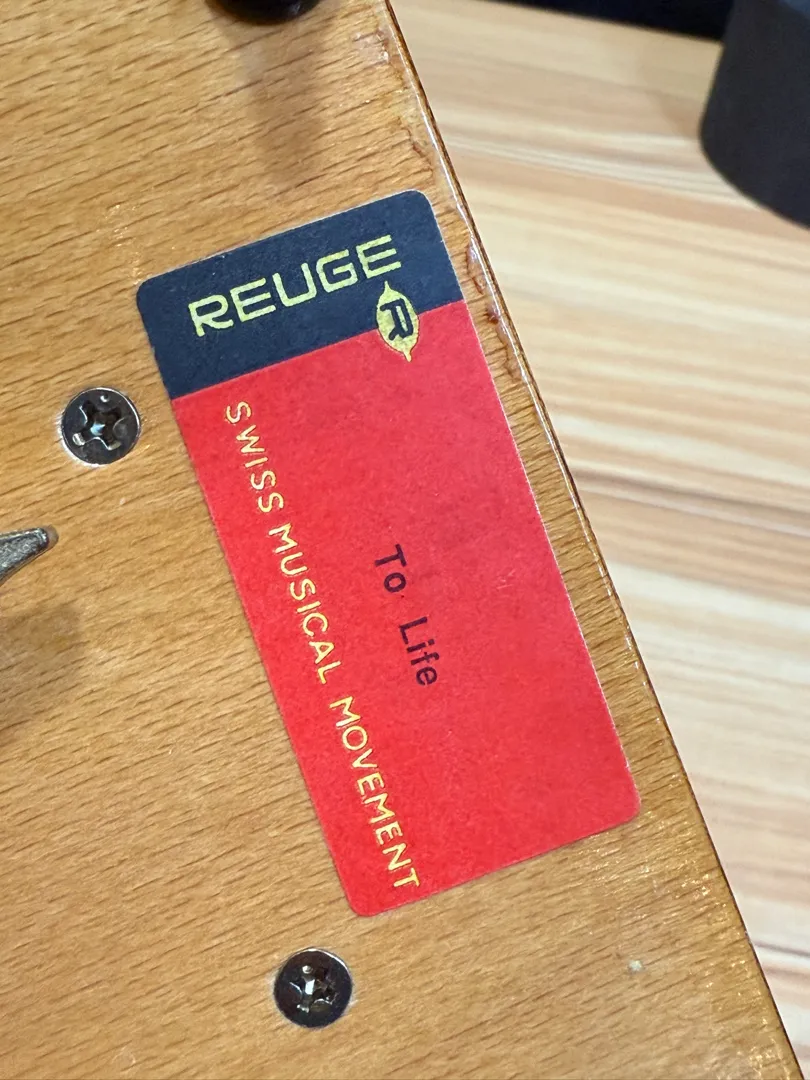 REUGE
R
SWISS MUSICAL MOVEMENT
To Life